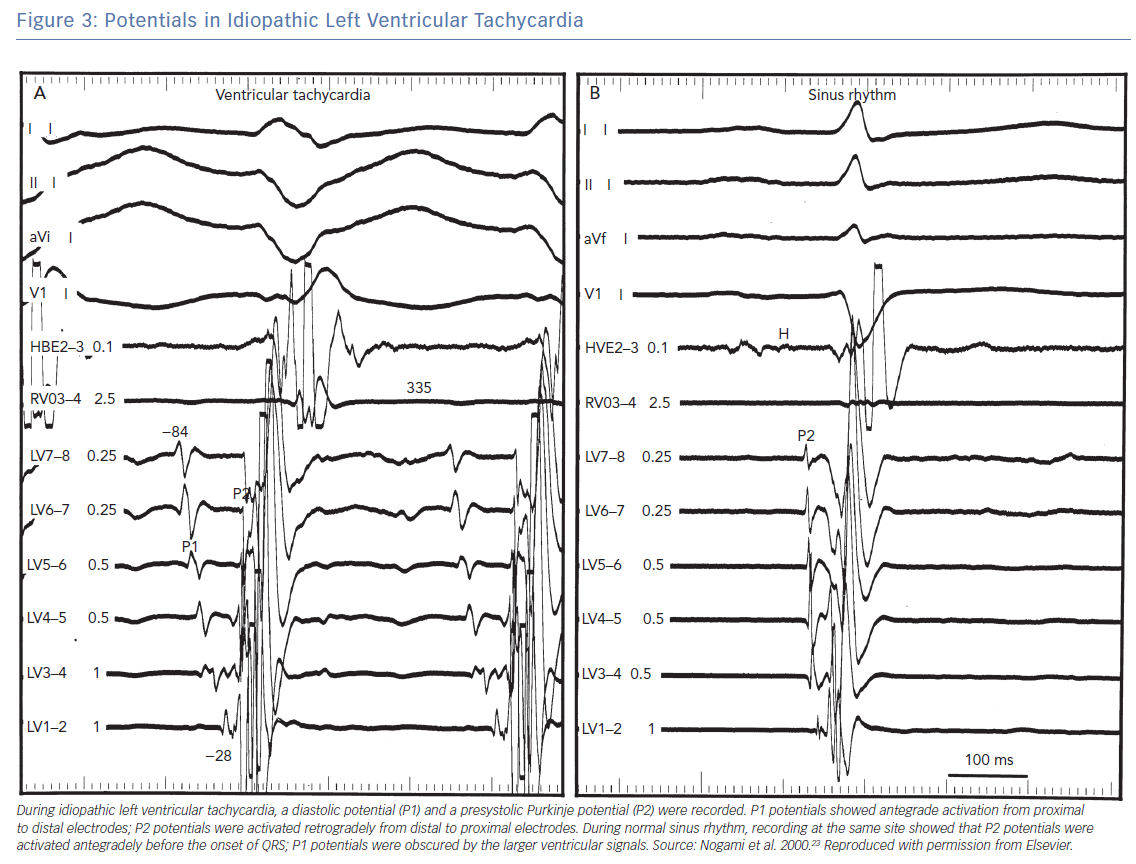 Figure 3: Potentials in Idiopathic Left Ventricular Tachycardia
A
Ventricular tachycardia
I I
II I
aVi I
V1 I
HBE2–3 0.1
RV03–4 2.5
335
–84
LV7–8 0.25
P2
LV6–7 0.25
P1
LV5–6 0.5
LV4–5 0.5
LV3–4 1
LV1–2 1
–28
B
Sinus rhythm
I I
II I
aVf I
V1 I
H
HVE2–3 0.1
RV03–4 2.5
P2
LV7–8 0.25
LV6–7 0.25
LV5–6 0.5
LV4–5 0.5
LV3–4 0.5
LV1–2 1
100 ms
During idiopathic left ventricular tachycardia, a diastolic potential (P1) and a presystolic Purkinje potential (P2) were recorded. P1 potentials showed antegrade activation from proximal
to distal electrodes; P2 potentials were activated retrogradely from distal to proximal electrodes. During normal sinus rhythm, recording at the same site showed that P2 potentials were
activated antegradely before the onset of QRS; P1 potentials were obscured by the larger ventricular signals. Source: Nogami et al. 2000.23 Reproduced with permission from Elsevier.